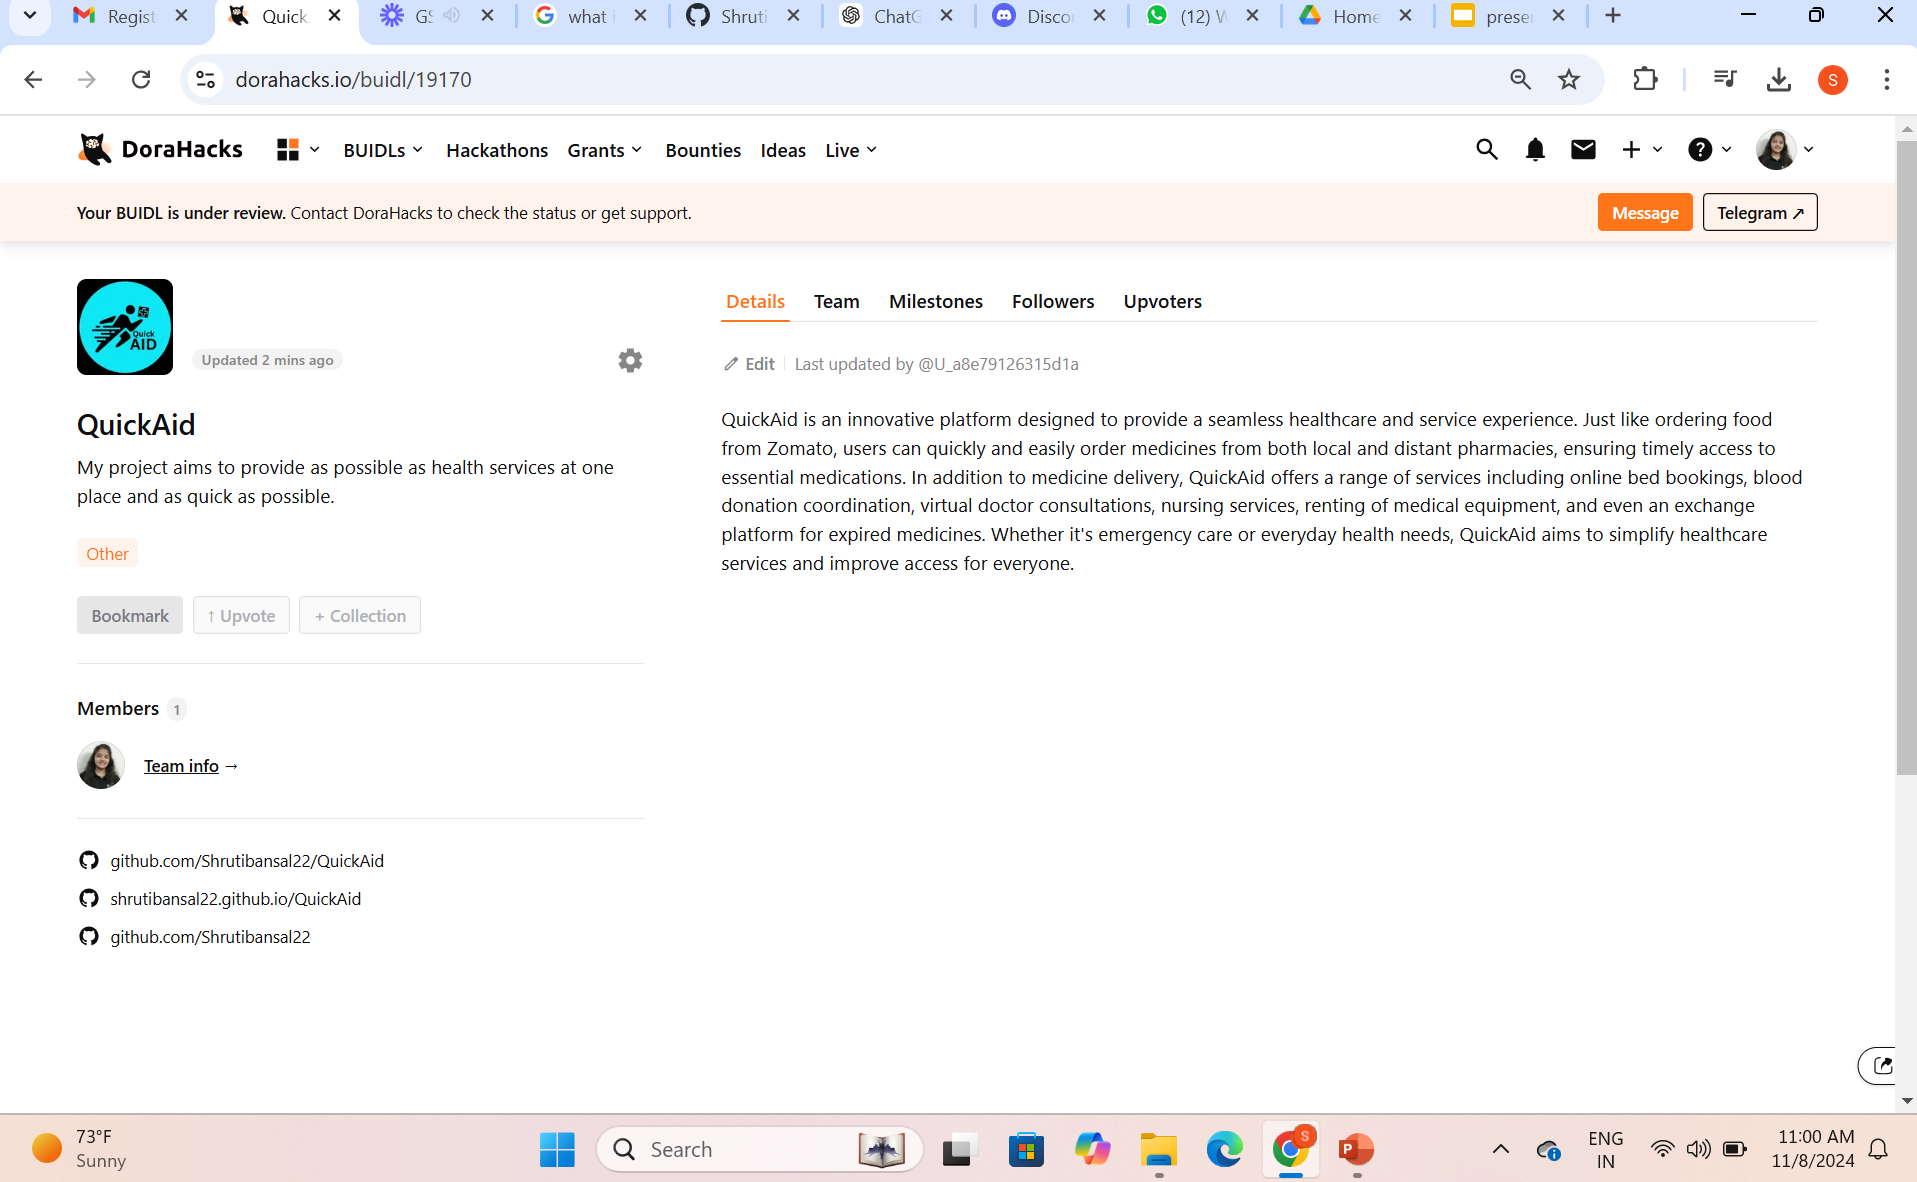 Regist
Quick
GS
what i
Shruti
ChatG
Discor
(12) W
Home
preser
dorahacks.io/buidl/19170
S
DoraHacks
BUIDLs
Hackathons
Grants
Bounties
Ideas
Live
Your BUIDL is under review. Contact DoraHacks to check the status or get support.
Message
Telegram ↗
Quick
AID
Updated 2 mins ago
QuickAid
My project aims to provide as possible as health services at one
place and as quick as possible.
Other
Bookmark
↑ Upvote
+ Collection
Members 1
Team info →
github.com/Shrutibansal22/QuickAid
shrutibansal22.github.io/QuickAid
github.com/Shrutibansal22
Details
Team
Milestones
Followers
Upvoters
Edit
Last updated by @U_a8e79126315d1a
QuickAid is an innovative platform designed to provide a seamless healthcare and service experience. Just like ordering food
from Zomato, users can quickly and easily order medicines from both local and distant pharmacies, ensuring timely access to
essential medications. In addition to medicine delivery, QuickAid offers a range of services including online bed bookings, blood
donation coordination, virtual doctor consultations, nursing services, renting of medical equipment, and even an exchange
platform for expired medicines. Whether it's emergency care or everyday health needs, QuickAid aims to simplify healthcare
services and improve access for everyone.
73°F
Sunny
Search
S
P
ENG
IN
11:00 AM
11/8/2024